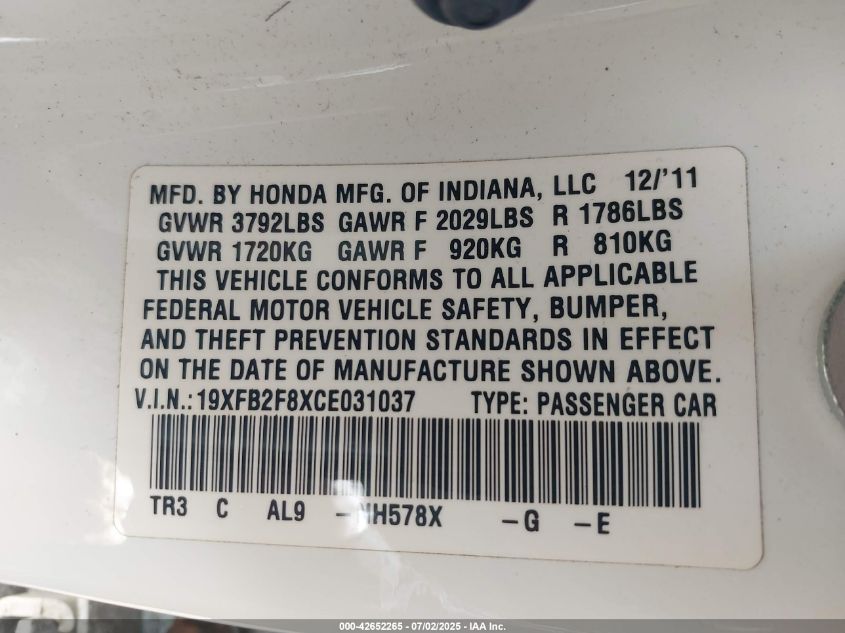 MFD. BY HONDA MFG. OF INDIANA, LLC 12/'11
GVWR 3792LBS GAWR F 2029LBS R 1786LBS
GVWR 1720KG GAWR F 920KG R 810KG
THIS VEHICLE CONFORMS TO ALL APPLICABLE
FEDERAL MOTOR VEHICLE SAFETY, BUMPER,
AND THEFT PREVENTION STANDARDS IN EFFECT
ON THE DATE OF MANUFACTURE SHOWN ABOVE.
V.I.N.: 19XFB2F8XCE031037 TYPE: PASSENGER CAR
TR3 C AL9 -NH578X -G -E
000-42652265 - 07/02/2025 - IAA Inc.